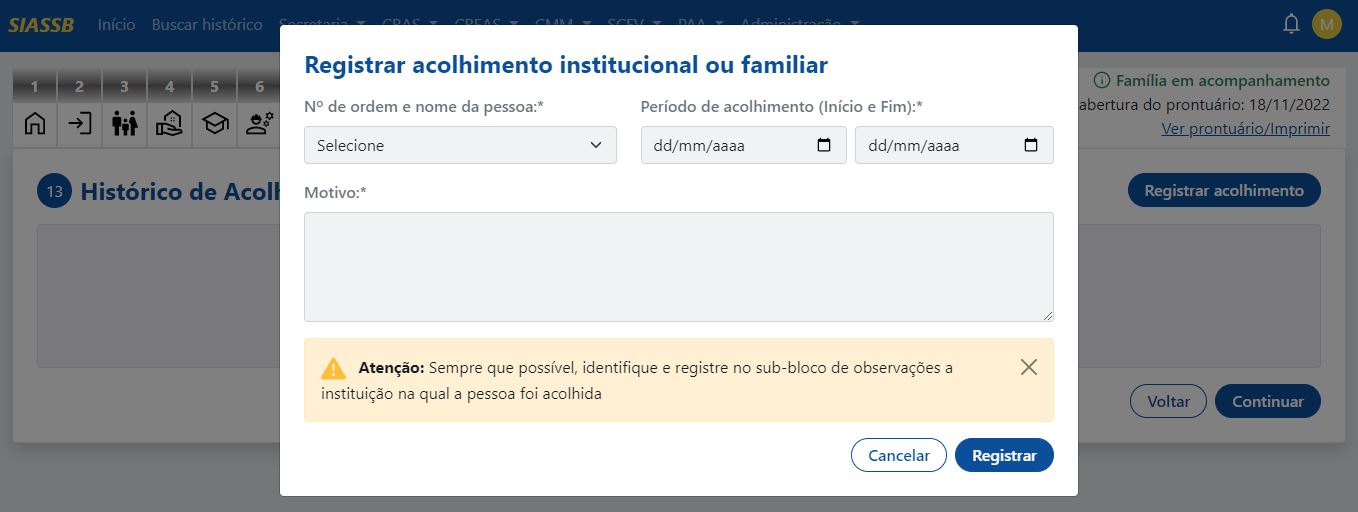 SIASSB Início Buscar histórico Secretaria CRAS CREAS CMM SCFV PAA Administração M
1 2 3 4 5 6
Família em acompanhamento
abertura do prontuário: 18/11/2022
Ver prontuário/Imprimir
13 Histórico de Acolh
Registrar acolhimento
Registrar acolhimento institucional ou familiar
Nº de ordem e nome da pessoa:* Período de acolhimento (Início e Fim):*
Selecione dd/mm/aaaa dd/mm/aaaa
Motivo:*
Atenção: Sempre que possível, identifique e registre no sub-bloco de observações a
instituição na qual a pessoa foi acolhida
Cancelar Registrar
Voltar Continuar